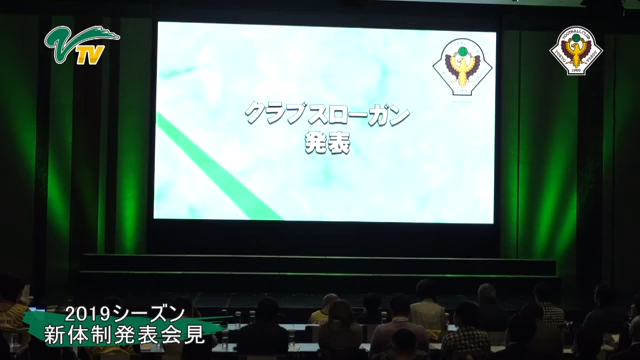 TV
クラブスローガン
発表
2019シーズン
新体制発表会見